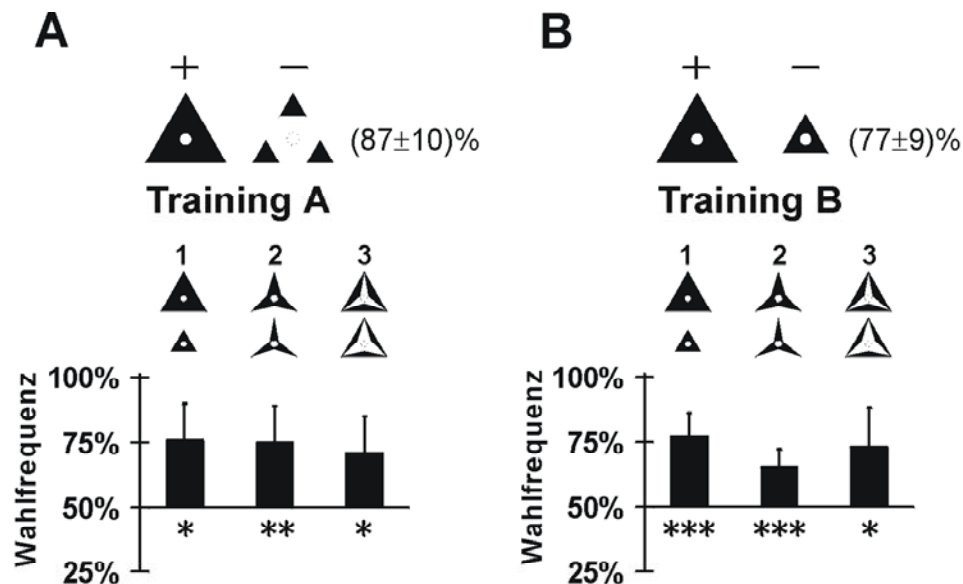 A
+ −
(87±10)%
Training A
1 2 3
100%
75%
50%
25%
Wahlfrequenz
* ** *
B
+ −
(77±9)%
Training B
1 2 3
100%
75%
50%
25%
Wahlfrequenz
*** *** *